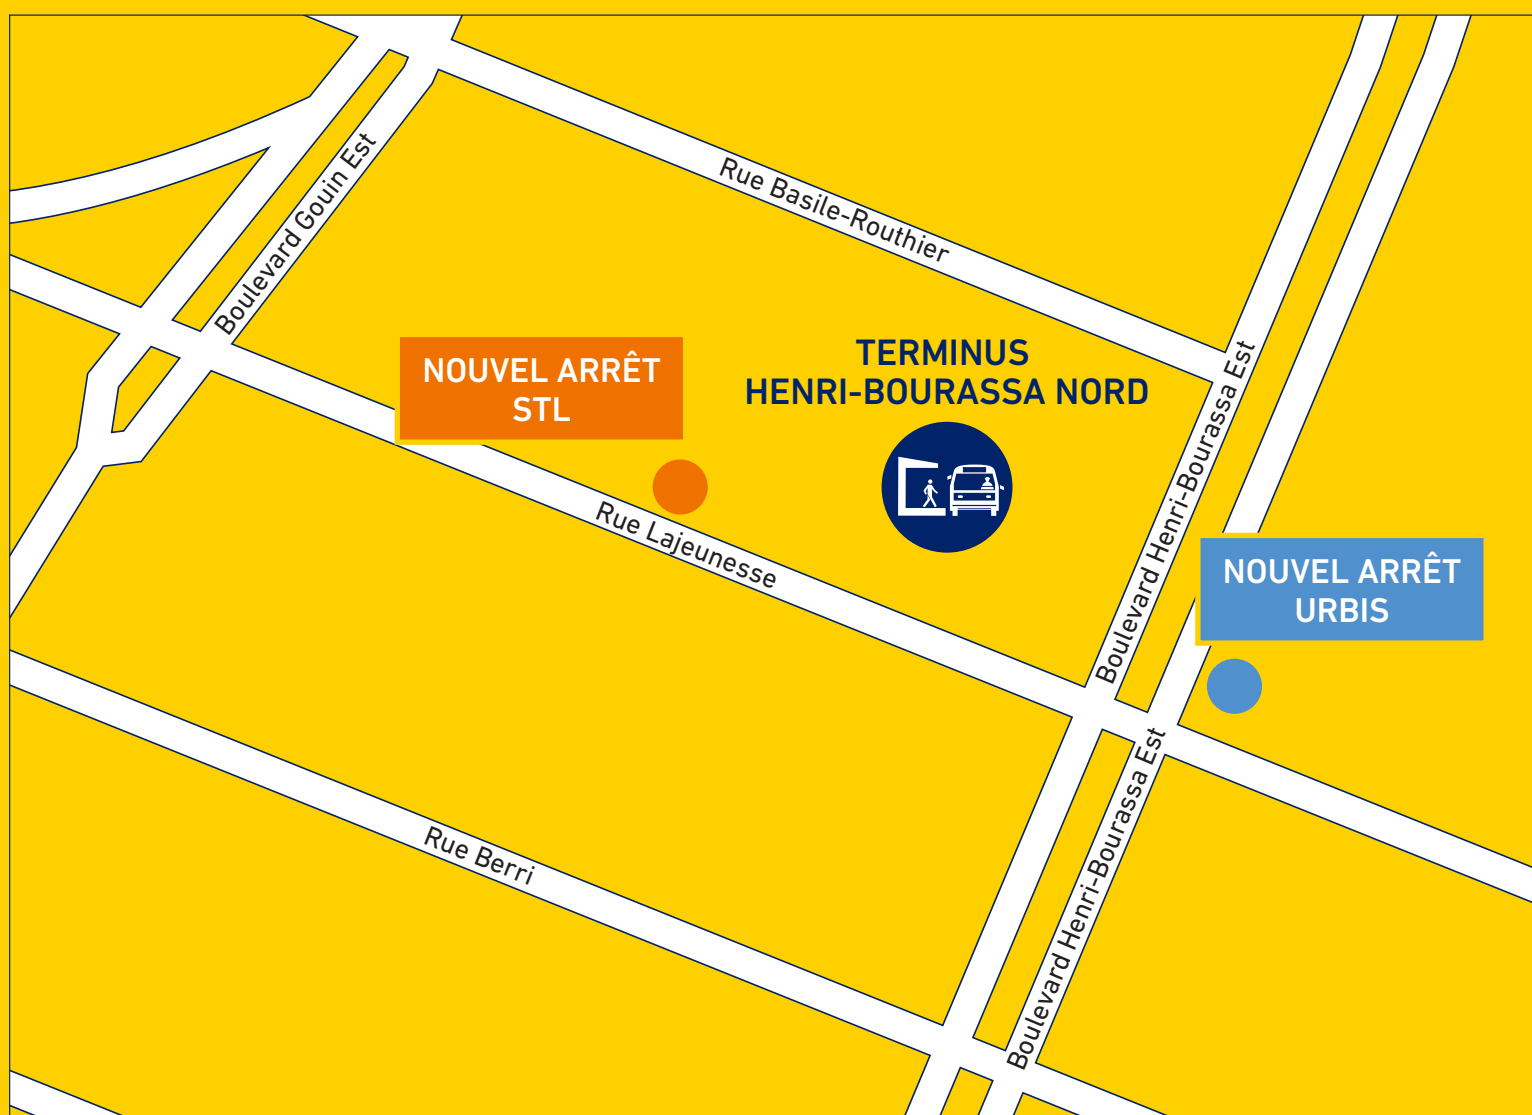 Boulevard Gouin Est
Rue Basile-Routhier
TERMINUS
HENRI-BOURASSA NORD
NOUVEL ARRÊT
STL
Rue Lajeunesse
Boulevard Henri-Bourassa Est
NOUVEL ARRÊT
URBIS
Rue Berri
Boulevard Henri-Bourassa Est